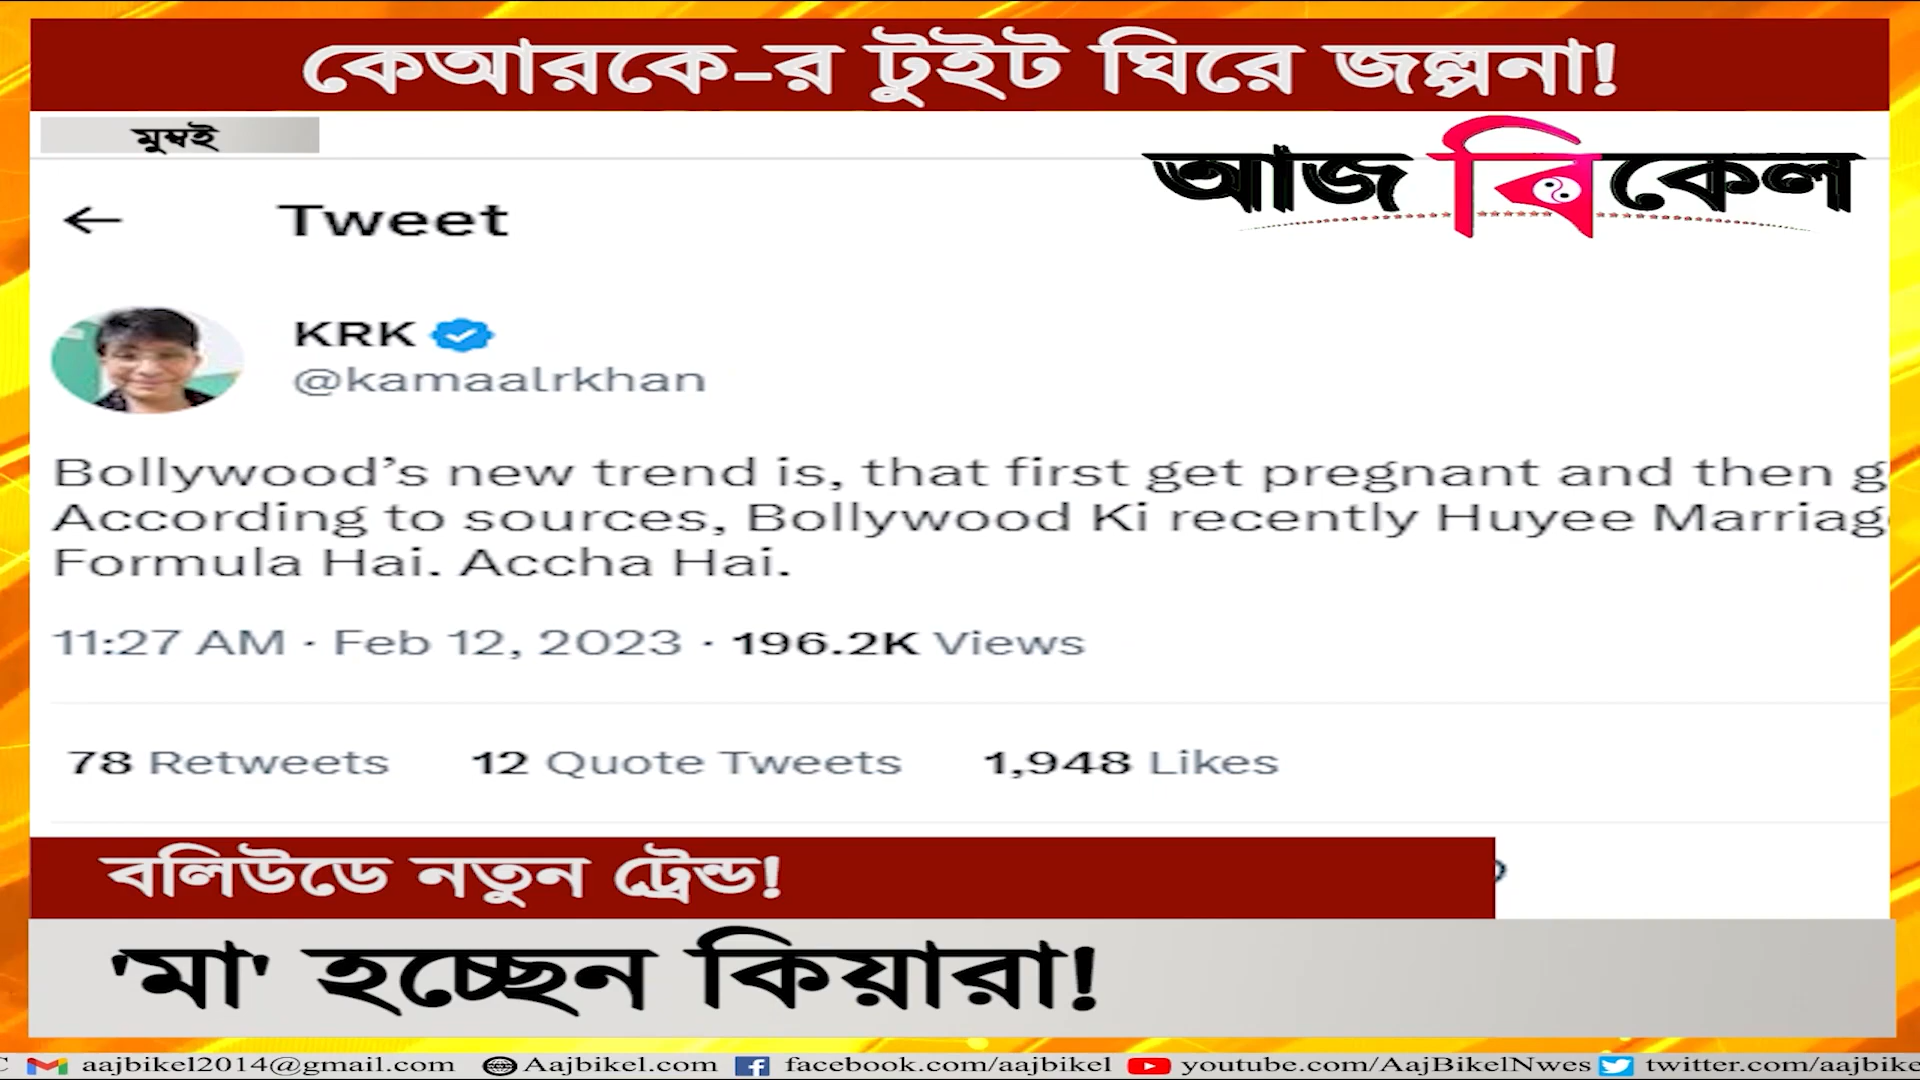 কেআরকে-র টুইট ঘিরে জল্পনা!
মুম্বই
আজ বিকেল
Tweet
KRK
@kamaalrkhan
Bollywood’s new trend is, that first get pregnant and then
According to sources, Bollywood Ki recently Huyee
Formula Hai. Accha Hai.
11:27 AM · Feb 12, 2023 · 196.2K Views
78 Retweets 12 Quote Tweets 1,948 Likes
বলিউডে নতুন ট্রেন্ড!
'মা' হচ্ছেন কিয়ারা!
aajbikel2014@gmail.com Aajbikel.com facebook.com/aajbikel youtube.com/AajBikelNwes twitter.com/aajbike